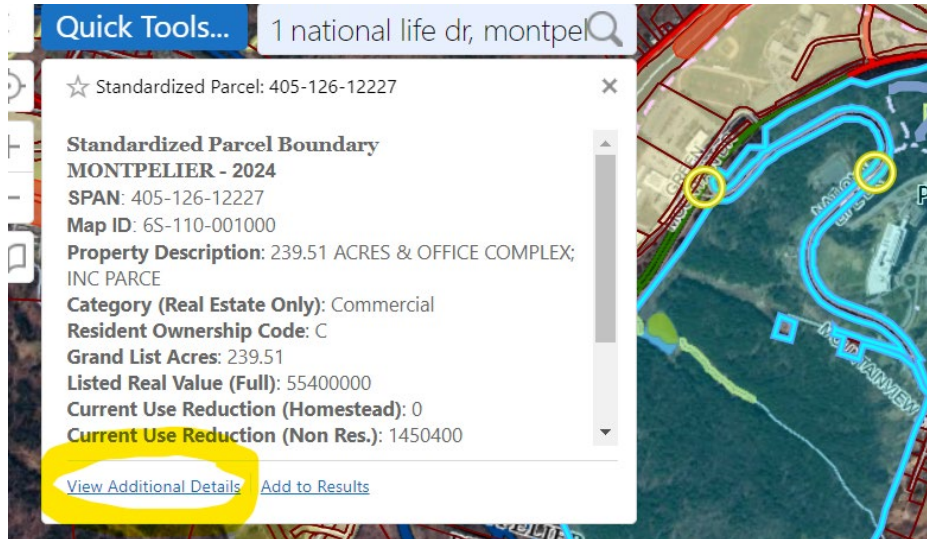 Quick Tools...
1 national life dr, montpel
Standardized Parcel: 405-126-12227
Standardized Parcel Boundary
MONTPELIER - 2024
SPAN: 405-126-12227
Map ID: 6S-110-001000
Property Description: 239.51 ACRES & OFFICE COMPLEX;
INC PARCE
Category (Real Estate Only): Commercial
Resident Ownership Code: C
Grand List Acres: 239.51
Listed Real Value (Full): 55400000
Current Use Reduction (Homestead): 0
Current Use Reduction (Non Res.): 1450400
View Additional Details
Add to Results
GREEN
MOUNTAINVIEW